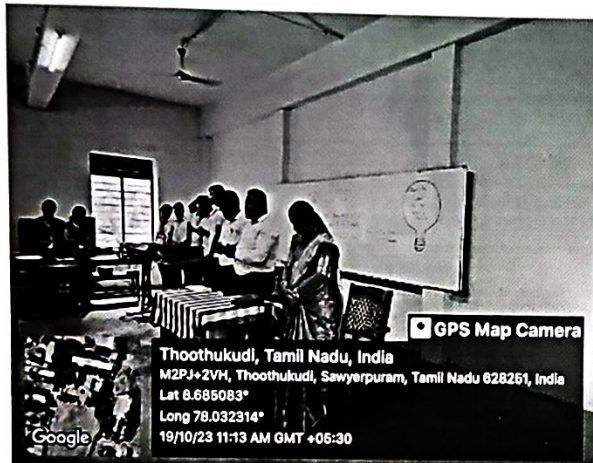 GPS Map Camera
Thoothukudi, Tamil Nadu, India
M2PJ+2VH, Thoothukudi, Sawyerpuram, Tamil Nadu 628251, India
Lat 8.685083°
Long 78.032314°
19/10/23 11:13 AM GMT +05:30
Google